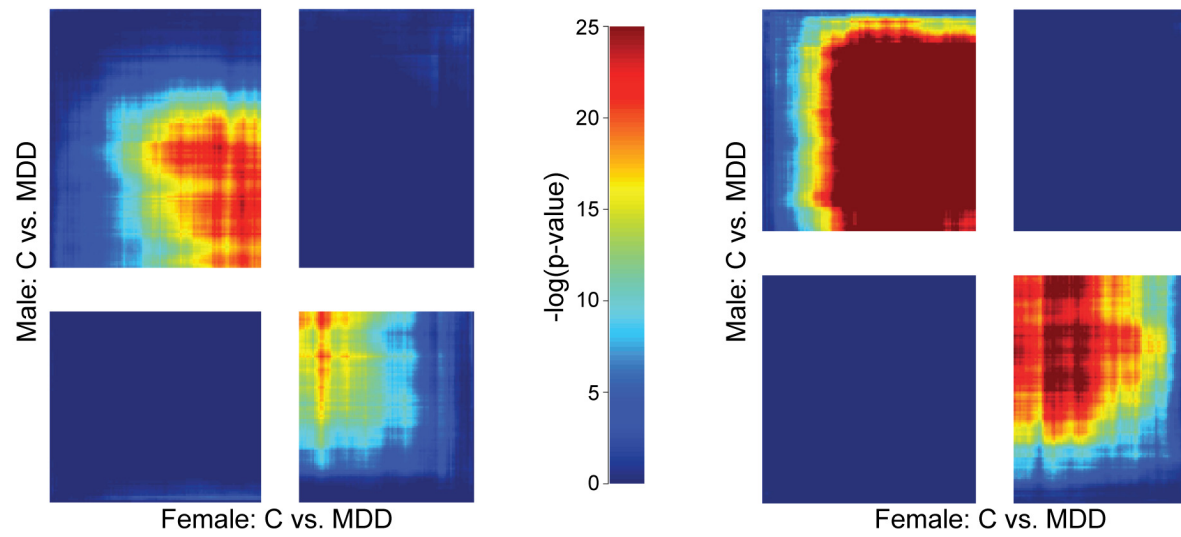 Male: C vs. MDD
Female: C vs. MDD
25
20
15
10
5
0
-log(p-value)
Male: C vs. MDD
Female: C vs. MDD